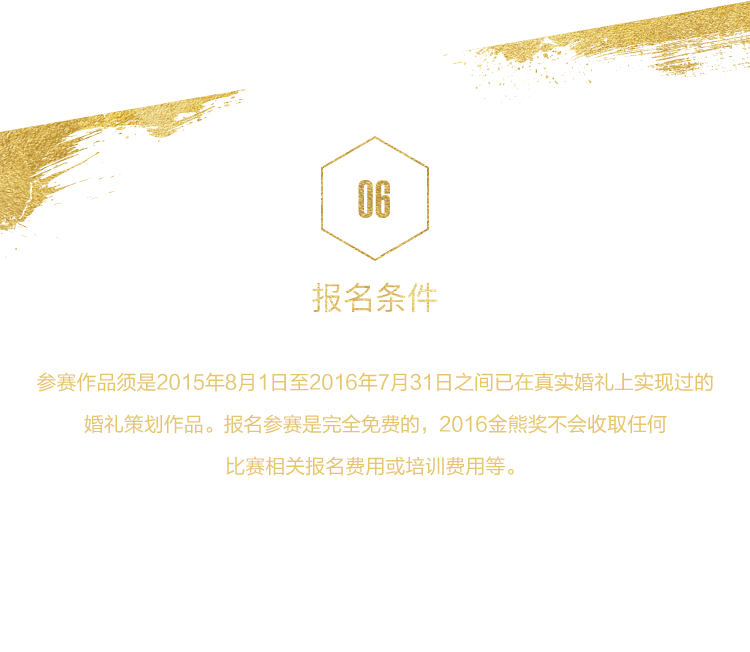 06
报名条件
参赛作品须是2015年8月1日至2016年7月31日之间已在真实婚礼上实现过的
婚礼策划作品。报名参赛是完全免费的，2016金熊奖不会收取任何
比赛相关报名费用或培训费用等。